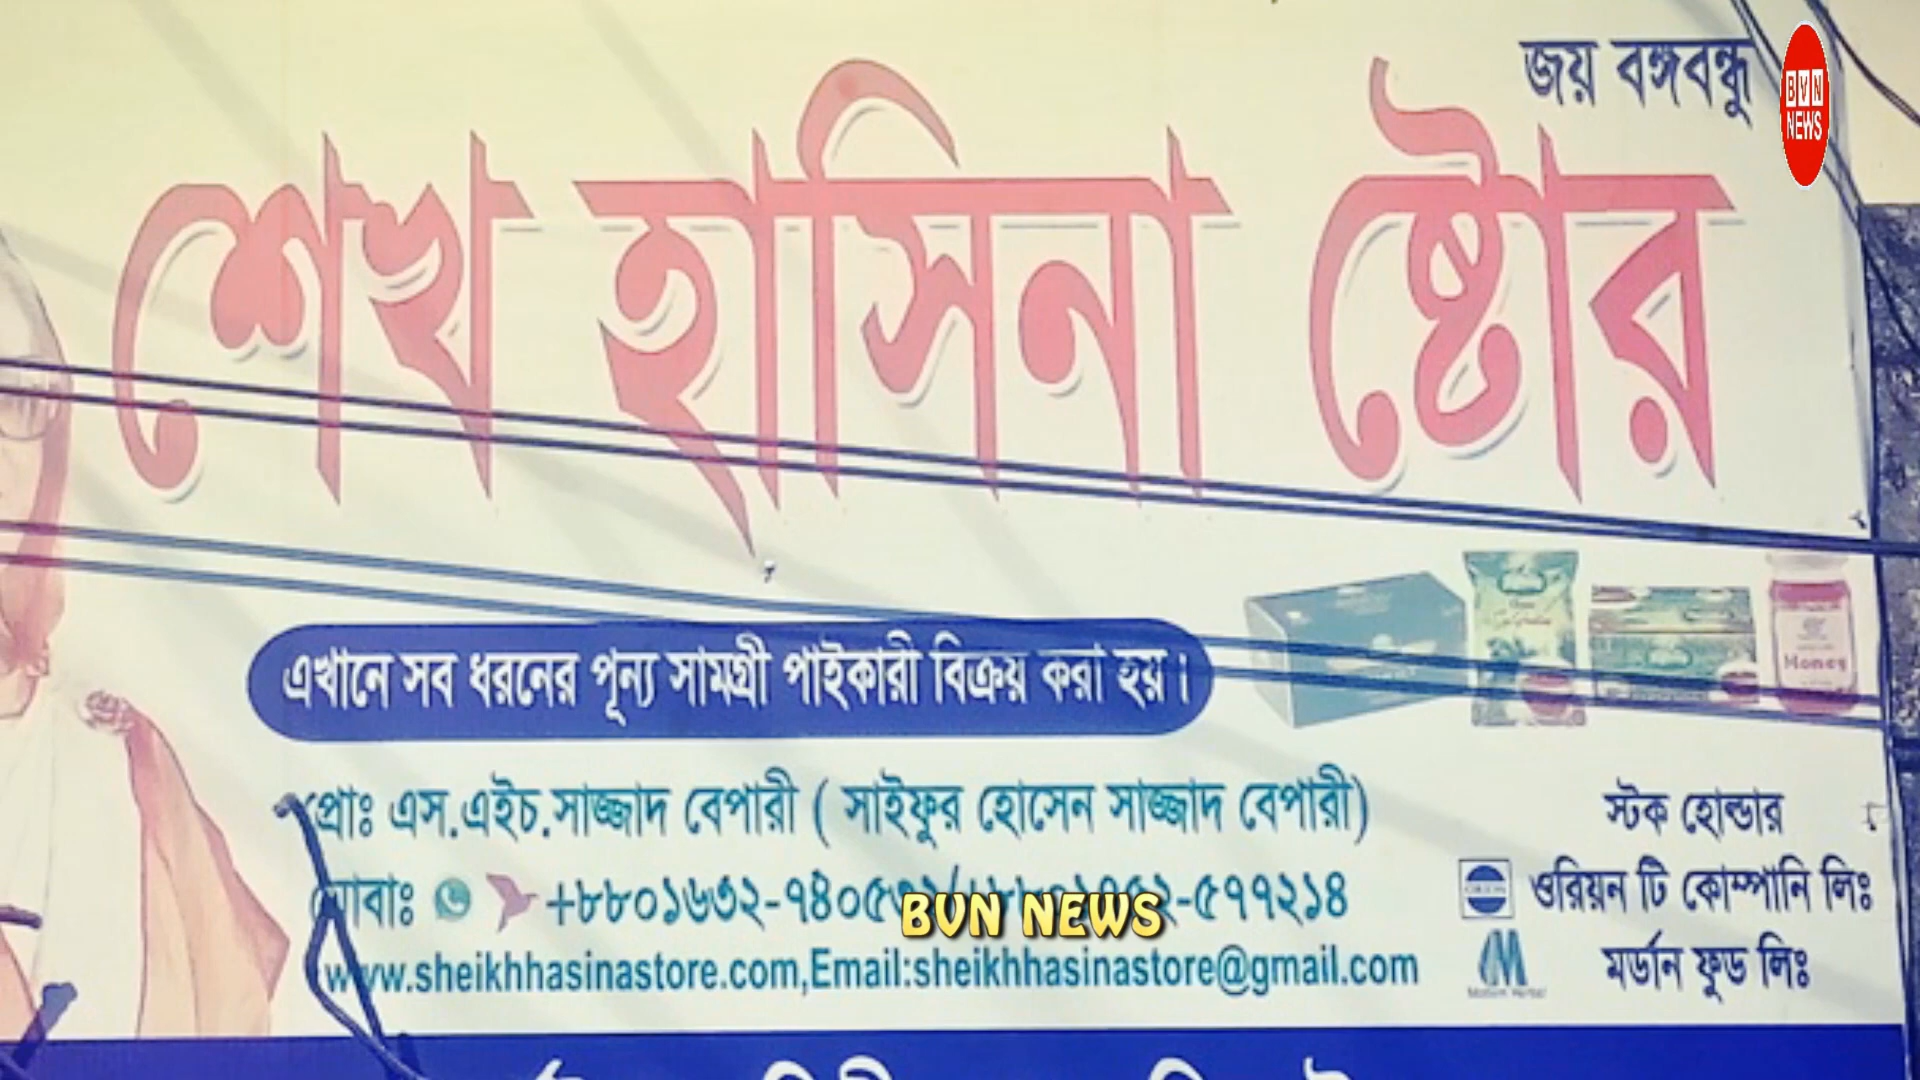 জয় বঙ্গবন্ধু
BVN
NEWS
শেখ হাসিনা ষ্টোর
Honey
এখানে সব ধরনের পূন্য সামগ্রী পাইকারী বিক্রয় করা হয়।
প্রাঃ এস.এইচ.সাজ্জাদ বেপারী ( সাইফুর হোসেন সাজ্জাদ বেপারী)
স্টক হোল্ডার
মোবাঃ +৮৮০১৬৩২-৭৪০৫
BVN NEWS
-৫৭৭২১৪
ওরিয়ন টি কোম্পানি লিঃ
www.sheikhhasinastore.com,Email:sheikhhasinastore@gmail.com
মর্ডান ফুড লিঃ